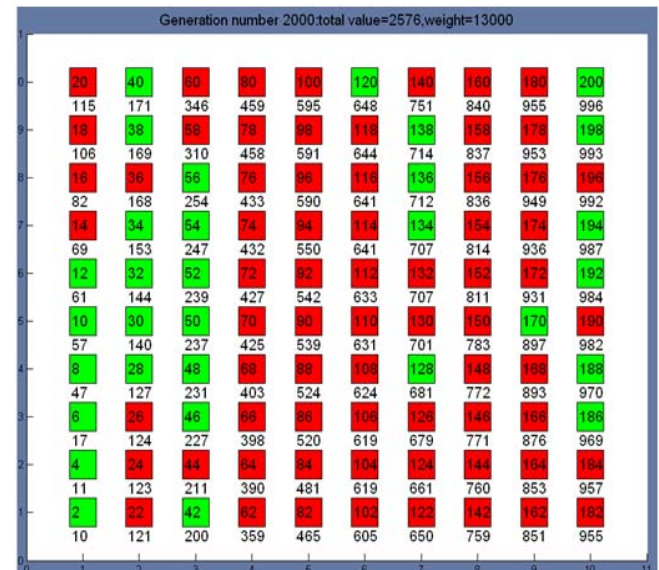 Generation number 2000:total value=2576,weight=13000
20 40 60 80 100 120 140 160 180 200
115 171 346 459 595 648 751 840 955 996
18 38 58 78 98 118 138 158 178 198
106 169 310 458 591 644 714 837 953 993
16 36 56 76 96 116 136 156 176 196
82 168 254 433 590 641 712 836 949 992
14 34 54 74 94 114 134 154 174 194
69 153 247 432 550 641 707 814 936 987
12 32 52 72 92 112 132 152 172 192
61 144 239 427 542 633 707 811 931 984
10 30 50 70 90 110 130 150 170 190
57 140 237 425 539 631 701 783 897 982
8 28 48 68 88 108 128 148 168 188
47 127 231 403 524 624 681 772 893 970
6 26 46 66 86 106 126 146 166 186
17 124 227 398 520 619 679 771 876 969
4 24 44 64 84 104 124 144 164 184
11 123 211 390 481 619 661 760 853 957
2 22 42 62 82 102 122 142 162 182
10 121 200 359 465 605 650 759 851 955